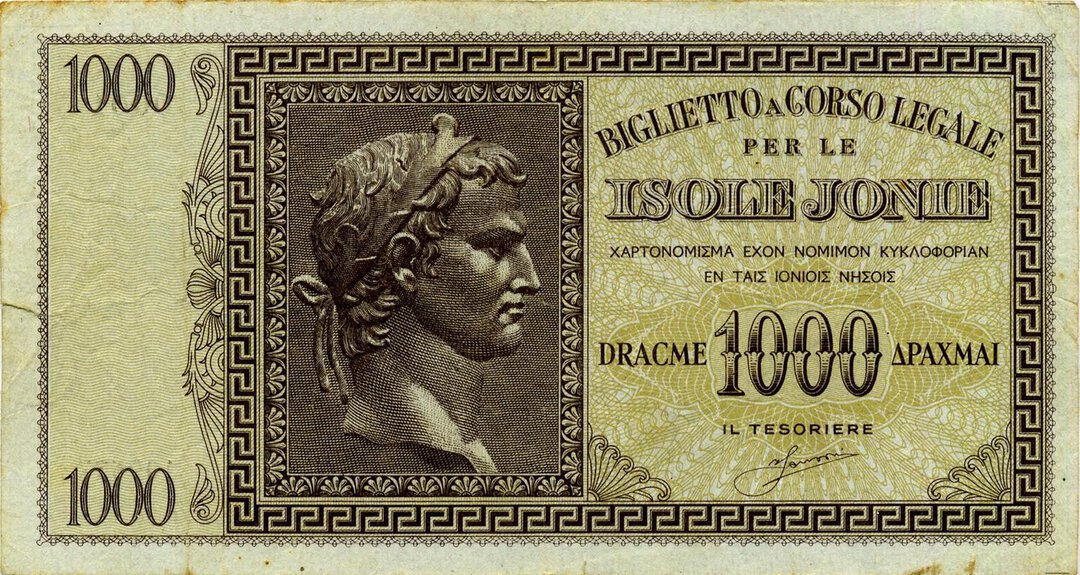 1000
BIGLIETTO A CORSO LEGALE
PER LE
ISOLE JONIE
ΧΑΡΤΟΝΟΜΙΣΜΑ ΕΧΟΝ ΝΟΜΙΜΟΝ ΚΥΚΛΟΦΟΡΙΑΝ
ΕΝ ΤΑΙΣ ΙΟΝΙΟΙΣ ΝΗΣΟΙΣ
DRACME 1000 ΔΡΑΧΜΑΙ
IL TESORIERE
1000